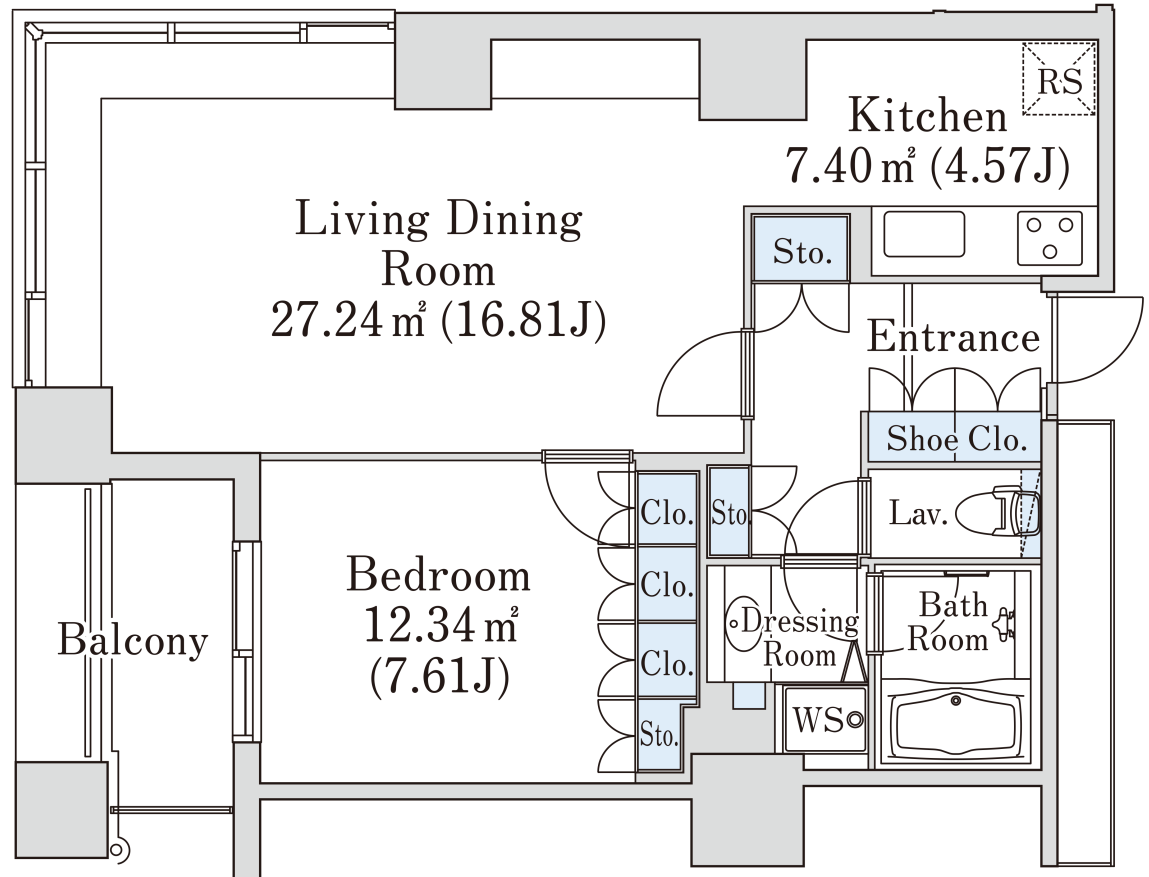 RS
Kitchen
7.40㎡ (4.57J)
Living Dining
Room
27.24㎡ (16.81J)
Sto.
Entrance
Shoe Clo.
Clo.
Sto.
Lav.
Bedroom
12.34㎡
(7.61J)
Clo.
Balcony
Dressing
Room
Bath
Room
Clo.
Sto.
WS